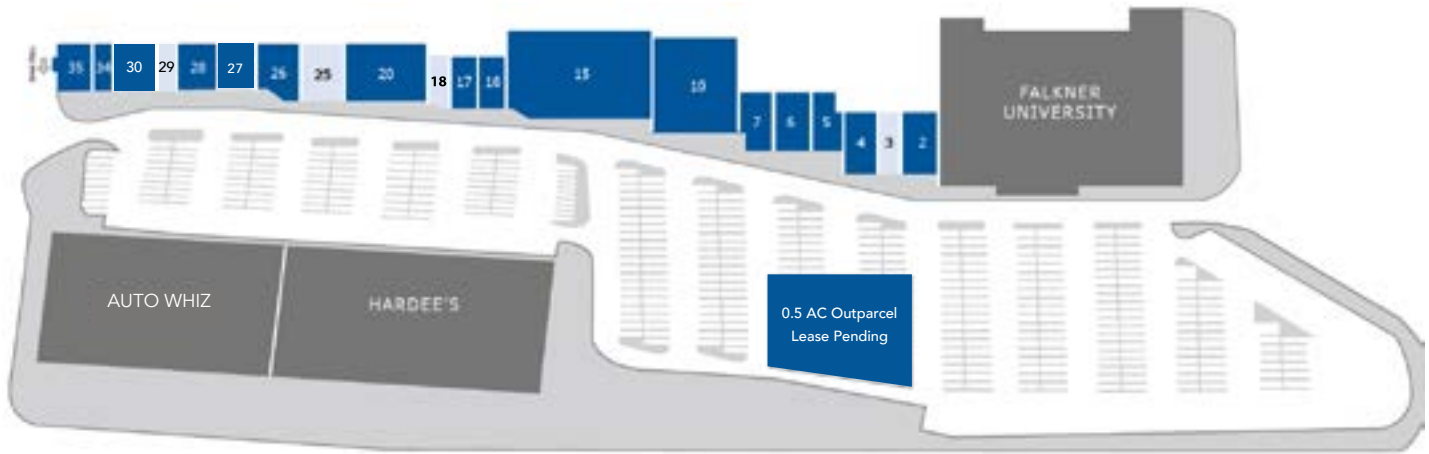 35 34 30 29 28 27 26 25 20 18 17 16 15 10 7 6 5 4 3 2
FALKNER
UNIVERSITY
AUTO WHIZ
HARDEE'S
0.5 AC Outparcel
Lease Pending